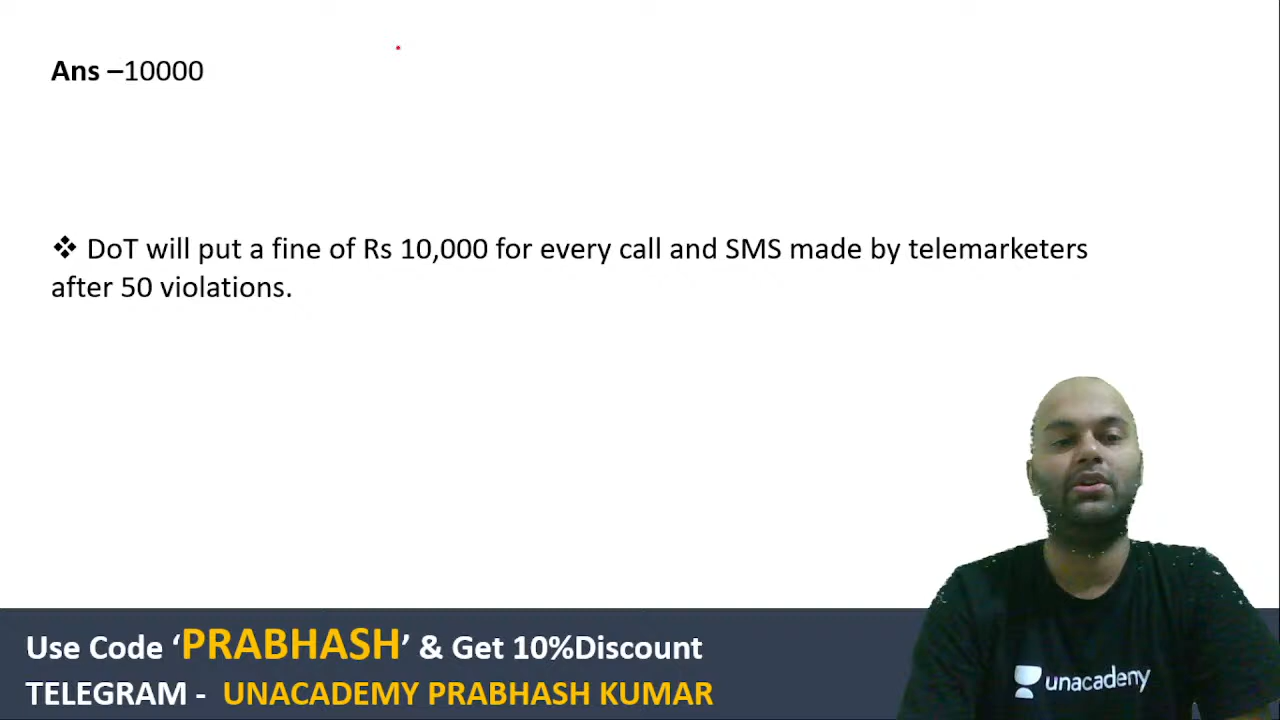 Ans –10000
❖ DoT will put a fine of Rs 10,000 for every call and SMS made by telemarketers
after 50 violations.
Use Code ‘PRABHASH’ & Get 10%Discount
TELEGRAM - UNACADEMY PRABHASH KUMAR
unacademy